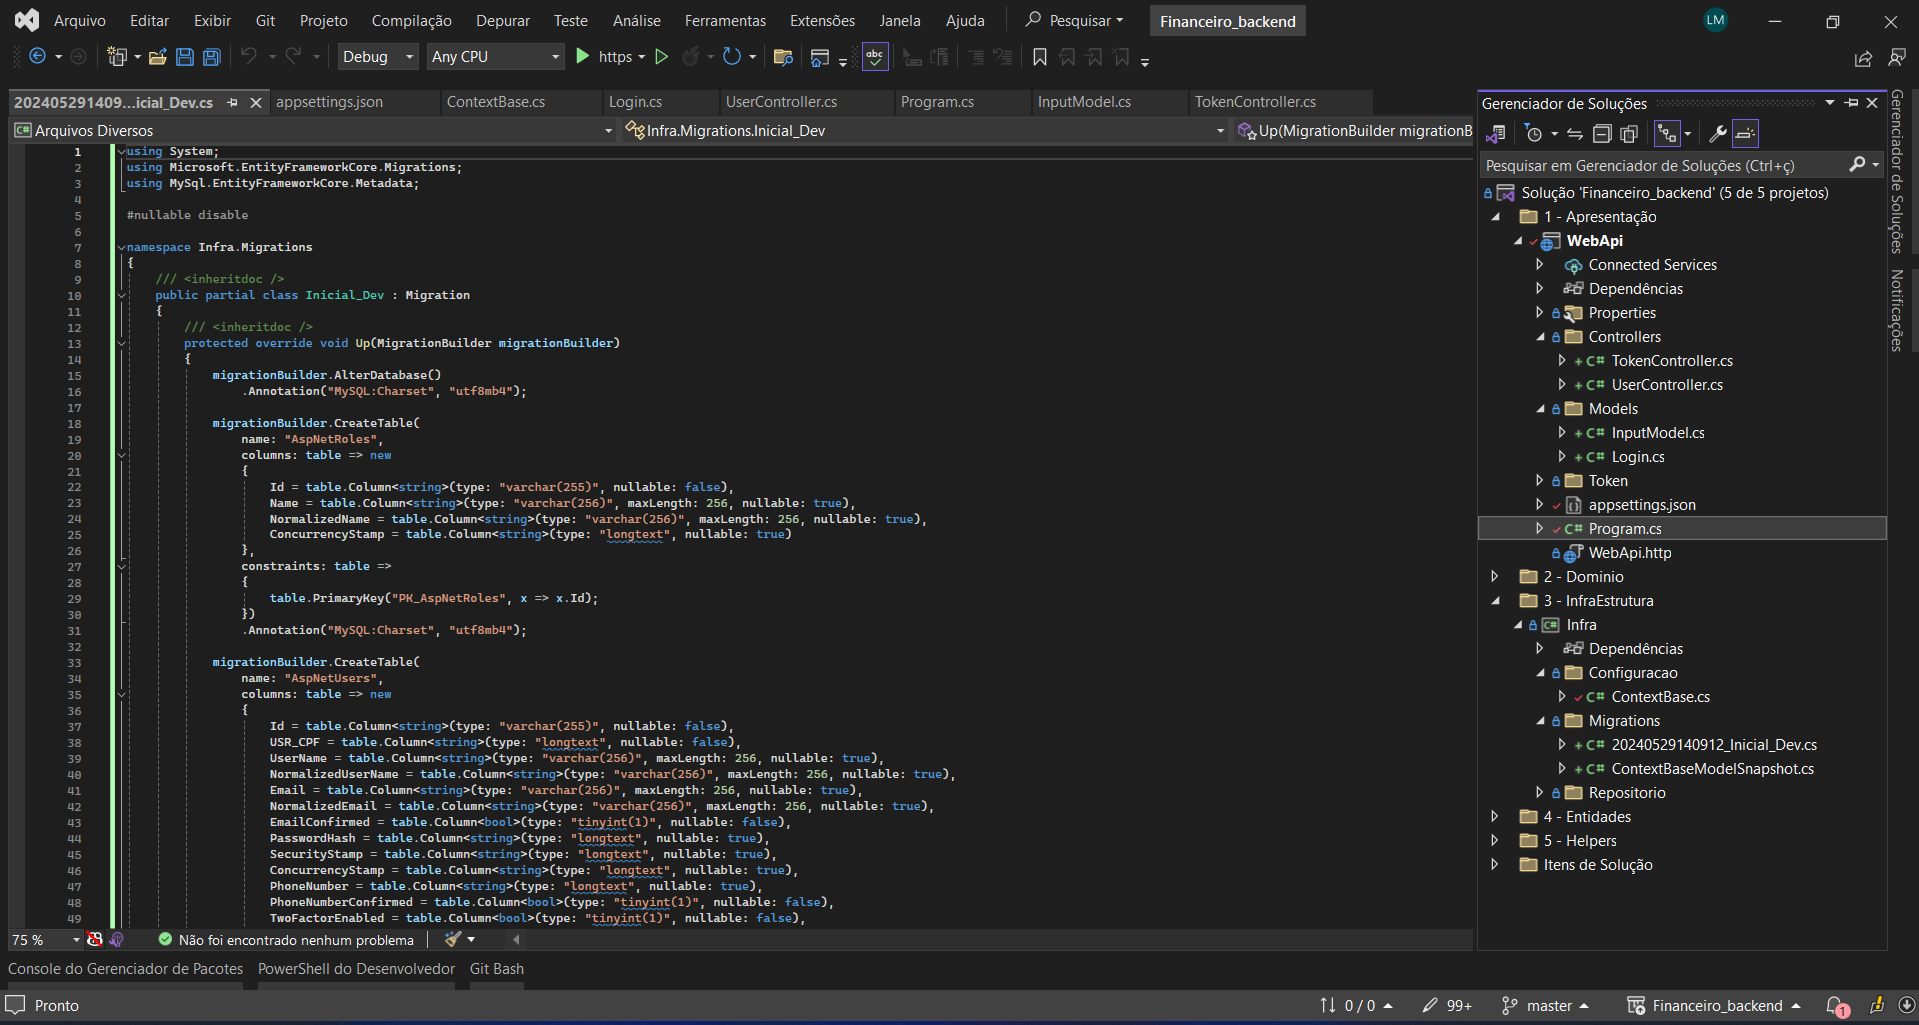 Arquivo Editar Exibir Git Projeto Compilação Depurar Teste Análise Ferramentas Extensões Janela Ajuda Pesquisar Financeiro_backend LM
Debug Any CPU https abc
202405291409...icial_Dev.cs appsettings.json ContextBase.cs Login.cs UserController.cs Program.cs InputModel.cs TokenController.cs
C# Arquivos Diversos Infra.Migrations.Inicial_Dev Up(MigrationBuilder migrationB
1 using System;
2 using Microsoft.EntityFrameworkCore.Migrations;
3 using MySql.EntityFrameworkCore.Metadata;
4
5 #nullable disable
6
7 namespace Infra.Migrations
8 {
9 /// <inheritdoc />
10 public partial class Inicial_Dev : Migration
11 {
12 /// <inheritdoc />
13 protected override void Up(MigrationBuilder migrationBuilder)
14 {
15 migrationBuilder.AlterDatabase()
16 .Annotation("MySQL:Charset", "utf8mb4");
17
18 migrationBuilder.CreateTable(
19 name: "AspNetRoles",
20 columns: table => new
21 {
22 Id = table.Column<string>(type: "varchar(255)", nullable: false),
23 Name = table.Column<string>(type: "varchar(256)", maxLength: 256, nullable: true),
24 NormalizedName = table.Column<string>(type: "varchar(256)", maxLength: 256, nullable: true),
25 ConcurrencyStamp = table.Column<string>(type: "longtext", nullable: true)
26 },
27 constraints: table =>
28 {
29 table.PrimaryKey("PK_AspNetRoles", x => x.Id);
30 })
31 .Annotation("MySQL:Charset", "utf8mb4");
32
33 migrationBuilder.CreateTable(
34 name: "AspNetUsers",
35 columns: table => new
36 {
37 Id = table.Column<string>(type: "varchar(255)", nullable: false),
38 USR_CPF = table.Column<string>(type: "longtext", nullable: false),
39 UserName = table.Column<string>(type: "varchar(256)", maxLength: 256, nullable: true),
40 NormalizedUserName = table.Column<string>(type: "varchar(256)", maxLength: 256, nullable: true),
41 Email = table.Column<string>(type: "varchar(256)", maxLength: 256, nullable: true),
42 NormalizedEmail = table.Column<string>(type: "varchar(256)", maxLength: 256, nullable: true),
43 EmailConfirmed = table.Column<bool>(type: "tinyint(1)", nullable: false),
44 PasswordHash = table.Column<string>(type: "longtext", nullable: true),
45 SecurityStamp = table.Column<string>(type: "longtext", nullable: true),
46 ConcurrencyStamp = table.Column<string>(type: "longtext", nullable: true),
47 PhoneNumber = table.Column<string>(type: "longtext", nullable: true),
48 PhoneNumberConfirmed = table.Column<bool>(type: "tinyint(1)", nullable: false),
49 TwoFactorEnabled = table.Column<bool>(type: "tinyint(1)", nullable: false),
75 % Não foi encontrado nenhum problema
Console do Gerenciador de Pacotes PowerShell do Desenvolvedor Git Bash
Gerenciador de Soluções
Pesquisar em Gerenciador de Soluções (Ctrl+ç)
Solução 'Financeiro_backend' (5 de 5 projetos)
1 - Apresentação
WebApi
Connected Services
Dependências
Properties
Controllers
C# TokenController.cs
C# UserController.cs
Models
C# InputModel.cs
C# Login.cs
Token
appsettings.json
C# Program.cs
WebApi.http
2 - Dominio
3 - InfraEstrutura
C# Infra
Dependências
Configuracao
C# ContextBase.cs
Migrations
C# 20240529140912_Inicial_Dev.cs
C# ContextBaseModelSnapshot.cs
Repositorio
4 - Entidades
5 - Helpers
Itens de Solução
Gerenciador de Soluções
Notificações
Pronto 0 / 0 99+ master Financeiro_backend 1